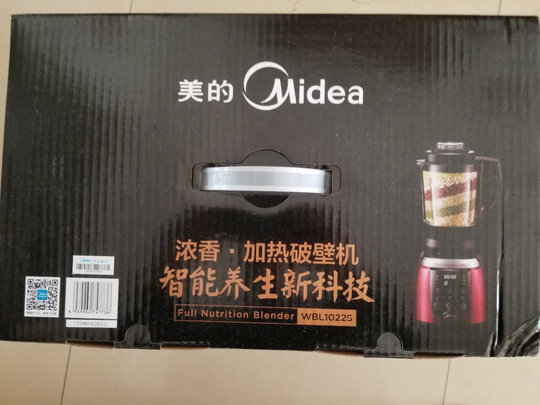 美的 Midea
浓香·加热破壁机
智能养生新科技
Full Nutrition Blender WBL1022S